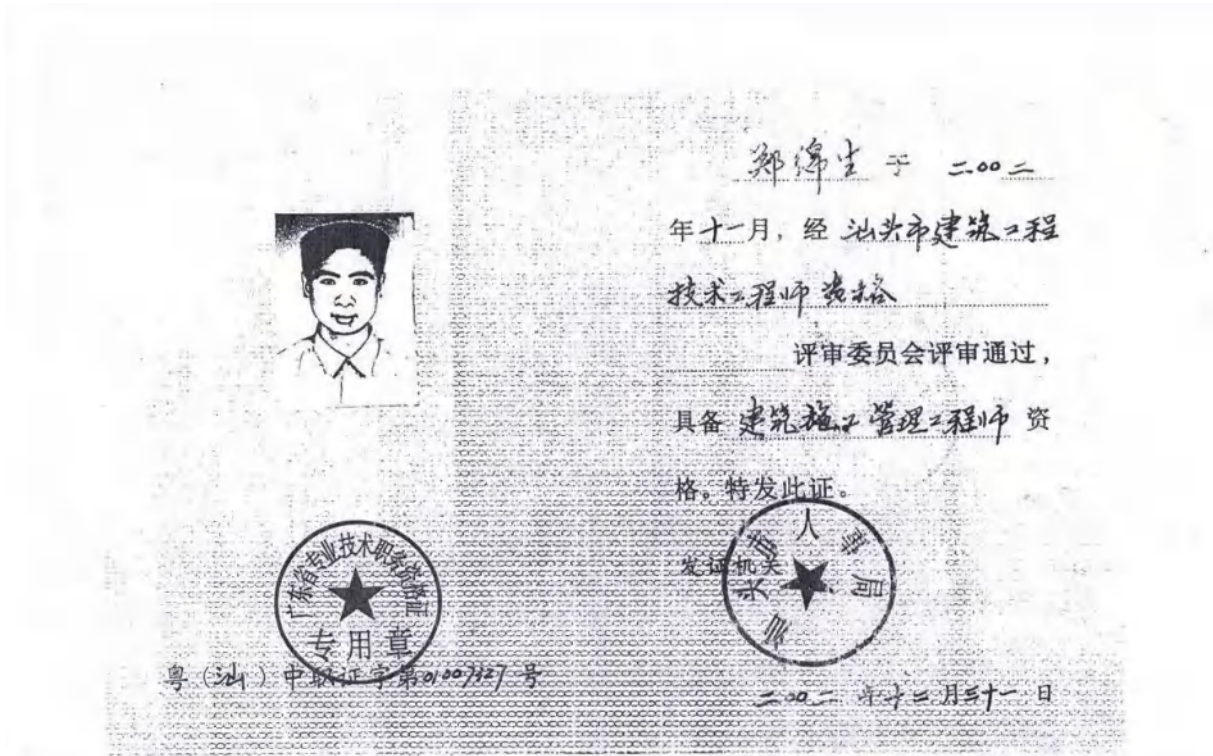 郑绵生 于 二00二
年十一月，经 汕头市建筑工程
技术工程师资格
评审委员会评审通过，
具备 建筑施工管理工程师 资
格。特发此证。
发证机关
汕头市人事局
二00二 年十二月三十一日
广东省专业技术职务资格证
专用章
粤（汕）中职证字第01007327号